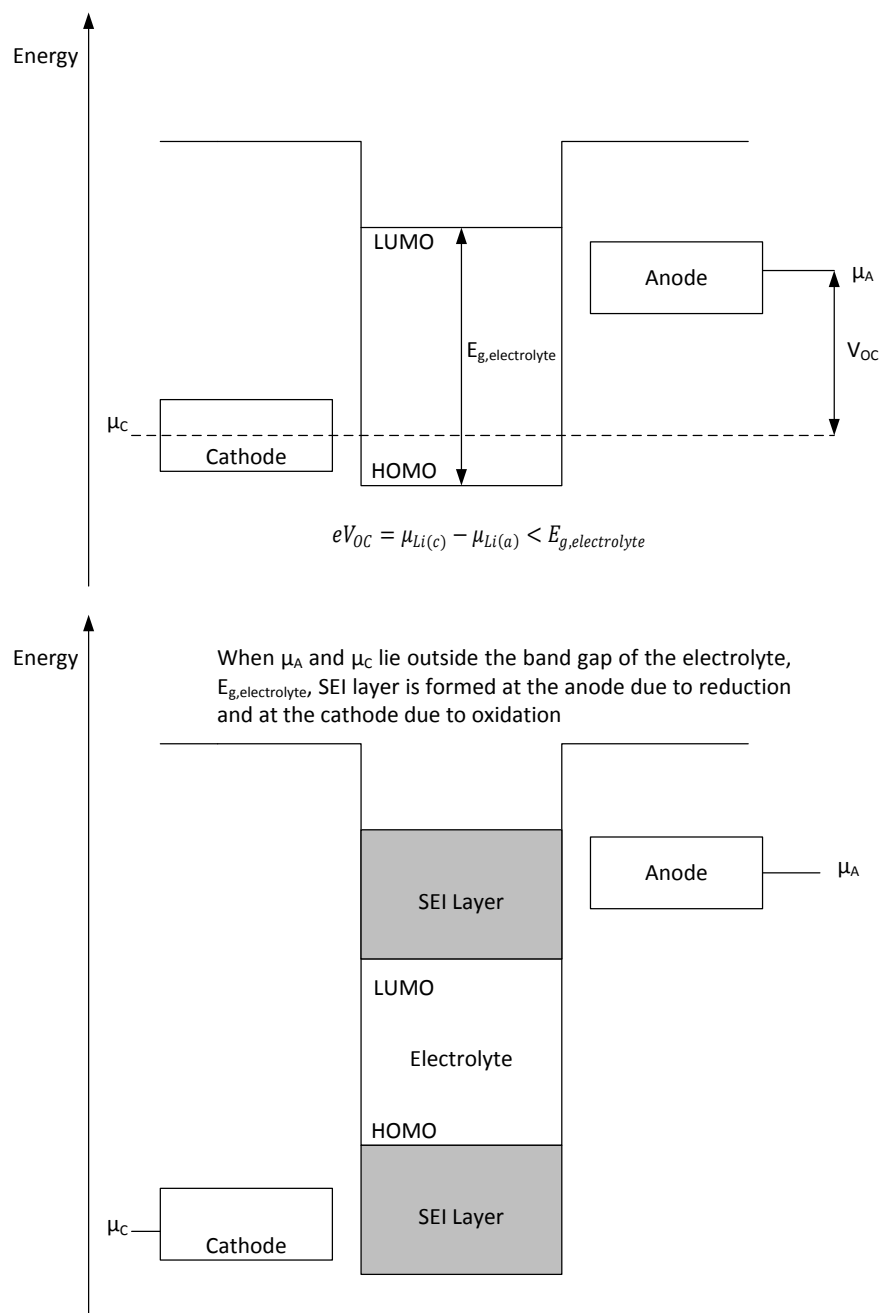 Energy
LUMO
Anode
μA
Eg,electrolyte
VOC
μC
Cathode
HOMO
eVOC = μLi(c) − μLi(a) < Eg,electrolyte
Energy
When μA and μC lie outside the band gap of the electrolyte,
Eg,electrolyte, SEI layer is formed at the anode due to reduction
and at the cathode due to oxidation
SEI Layer
Anode
μA
LUMO
Electrolyte
HOMO
SEI Layer
μC
Cathode